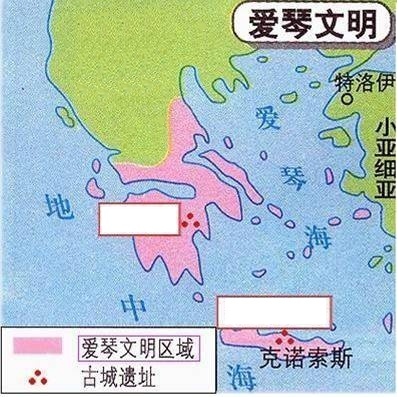 爱琴文明
特洛伊
小亚细亚
爱琴海
地中海
克诺索斯
爱琴文明区域
古城遗址